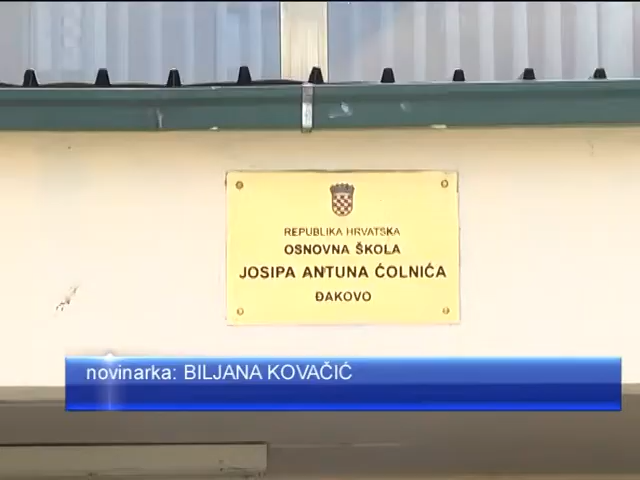 REPUBLIKA HRVATSKA
OSNOVNA ŠKOLA
JOSIPA ANTUNA ĆOLNIĆA
ĐAKOVO
novinarka: BILJANA KOVAČIĆ